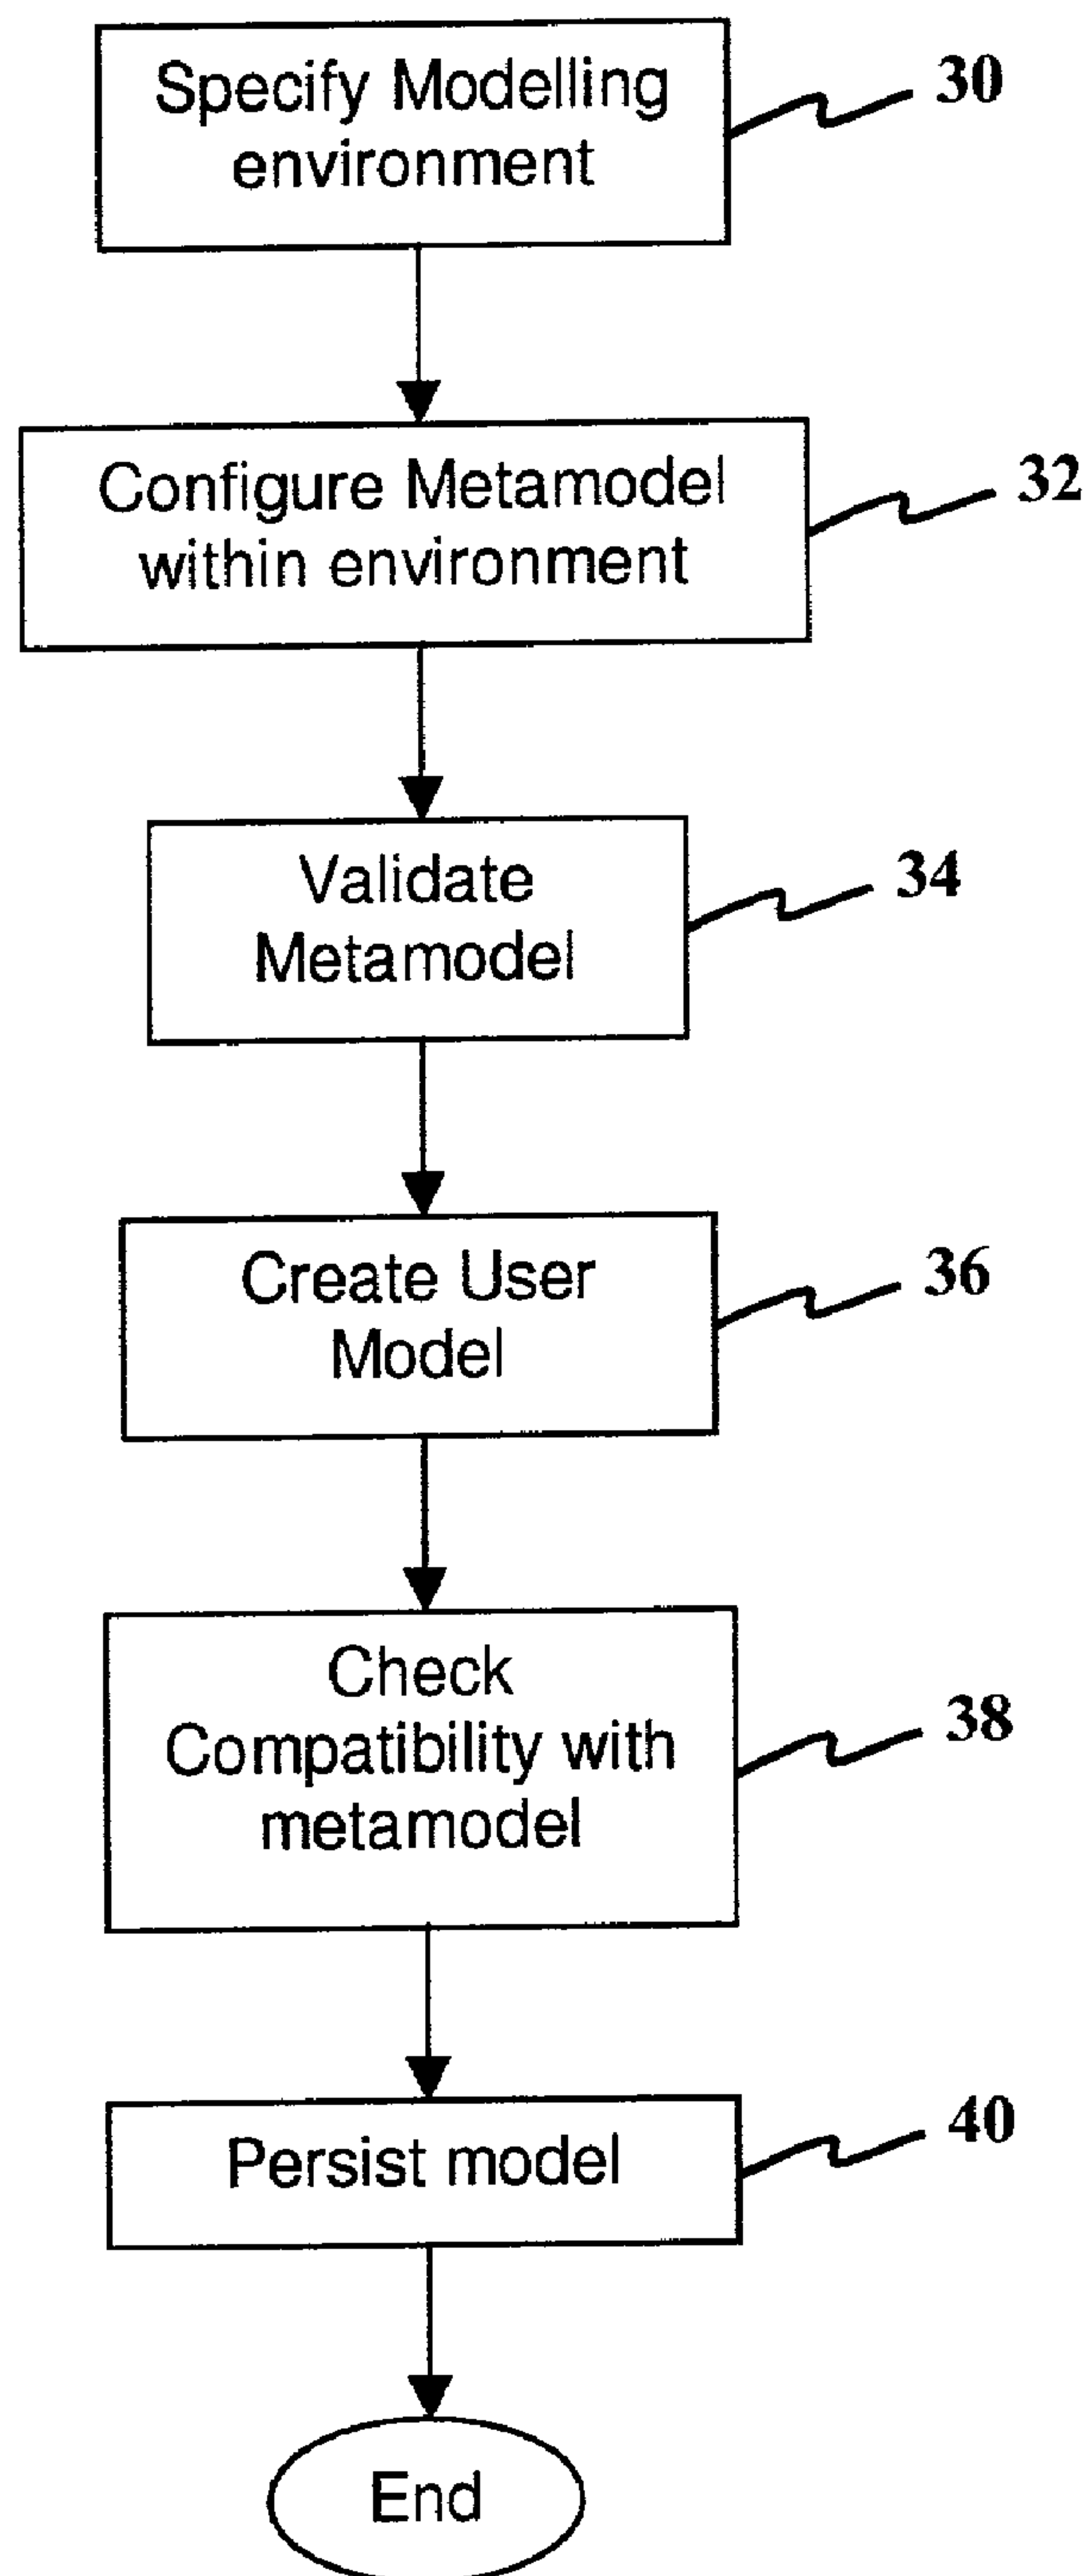 Specify Modelling
environment
30
Configure Metamodel
within environment
32
Validate
Metamodel
34
Create User
Model
36
Check
Compatibility with
metamodel
38
Persist model
40
End